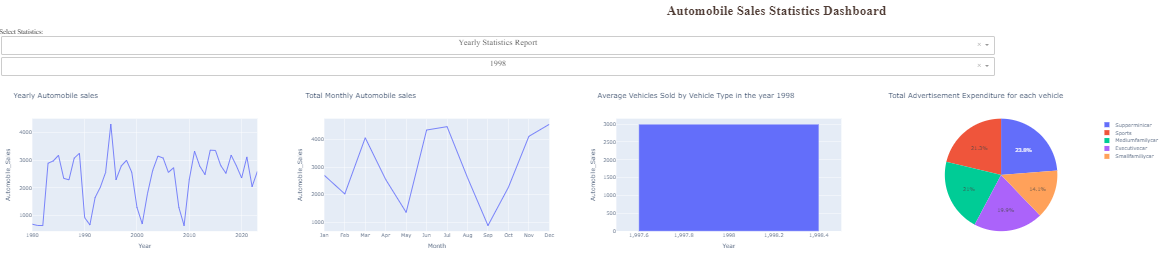 Automobile Sales Statistics Dashboard
Select Statistics:
Yearly Statistics Report
× 
1998
×
Yearly Automobile sales
4000
3000
2000
1000
Automobile_Sales
1980
1990
2000
2010
2020
Year
Total Monthly Automobile sales
4000
3000
2000
1000
Automobile_Sales
Jan
Feb
Mar
Apr
May
Jun
Jul
Aug
Sep
Oct
Nov
Dec
Month
Average Vehicles Sold by Vehicle Type in the year 1998
3000
2500
2000
1500
1000
500
0
Automobile_Sales
1,997.6
1,997.8
1998
1,998.2
1,998.4
Year
Total Advertisement Expenditure for each vehicle
23.9%
21.2%
21%
19.9%
14.1%
Supperminicar
Sports
Mediumfamilycar
Executivecar
Smallfamiliycar